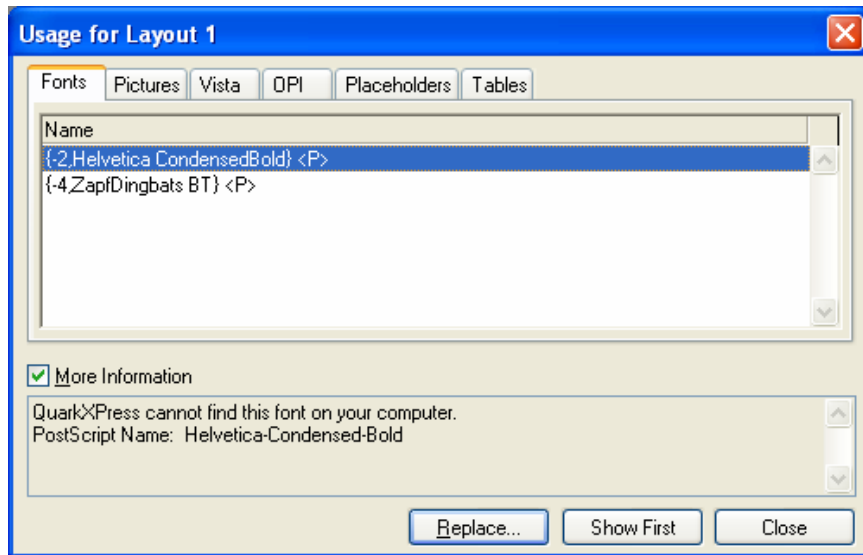 Usage for Layout 1
Fonts Pictures Vista OPI Placeholders Tables
Name
{-2,Helvetica CondensedBold} <P>
{-4,ZapfDingbats BT} <P>
More Information
QuarkXPress cannot find this font on your computer.
PostScript Name: Helvetica-Condensed-Bold
Replace... Show First Close